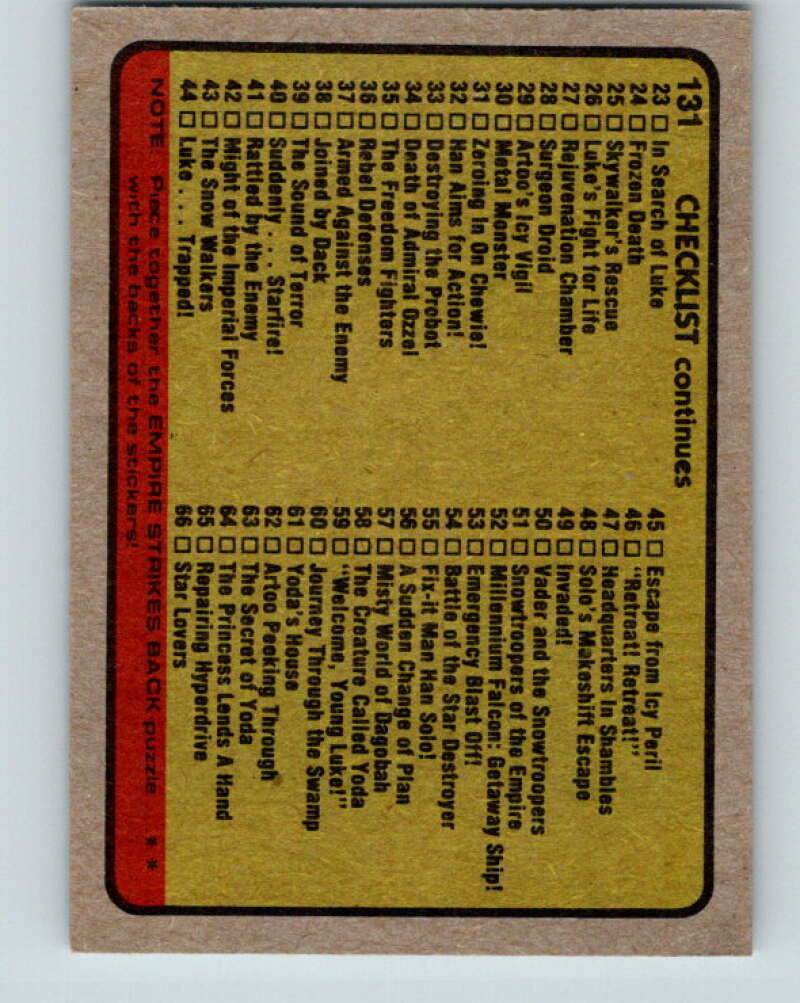 131 CHECKLIST continues
23 □ In Search of Luke
24 □ Frozen Death
25 □ Skywalker's Rescue
26 □ Luke's Fight for Life
27 □ Rejuvenation Chamber
28 □ Surgeon Droid
29 □ Artoo's Icy Vigil
30 □ Metal Monster
31 □ Zeroing In On Chewie!
32 □ Han Aims for Action!
33 □ Destroying the Probot
34 □ Death of Admiral Ozzel
35 □ The Freedom Fighters
36 □ Rebel Defenses
37 □ Armed Against the Enemy
38 □ Joined by Dack
39 □ The Sound of Terror
40 □ Suddenly . . . Starfire!
41 □ Rattled by the Enemy
42 □ Might of the Imperial Forces
43 □ The Snow Walkers
44 □ Luke . . . Trapped!
45 □ Escape from Icy Peril
46 □ "Retreat! Retreat!"
47 □ Headquarters In Shambles
48 □ Solo's Makeshift Escape
49 □ Invaded!
50 □ Vader and the Snowtroopers
51 □ Snowtroopers of the Empire
52 □ Millennium Falcon: Getaway Ship!
53 □ Emergency Blast Off!
54 □ Battle of the Star Destroyer
55 □ Fix-it Man Han Solo!
56 □ A Sudden Change of Plan
57 □ Misty World of Dagobah
58 □ The Creature Called Yoda
59 □ "Welcome, Young Luke!"
60 □ Journey Through the Swamp
61 □ Yoda's House
62 □ Artoo Peeking Through
63 □ The Secret of Yoda
64 □ The Princess Lends A Hand
65 □ Repairing Hyperdrive
66 □ Star Lovers
NOTE: Piece together the EMPIRE STRIKES BACK puzzle * *
with the backs of the stickers!